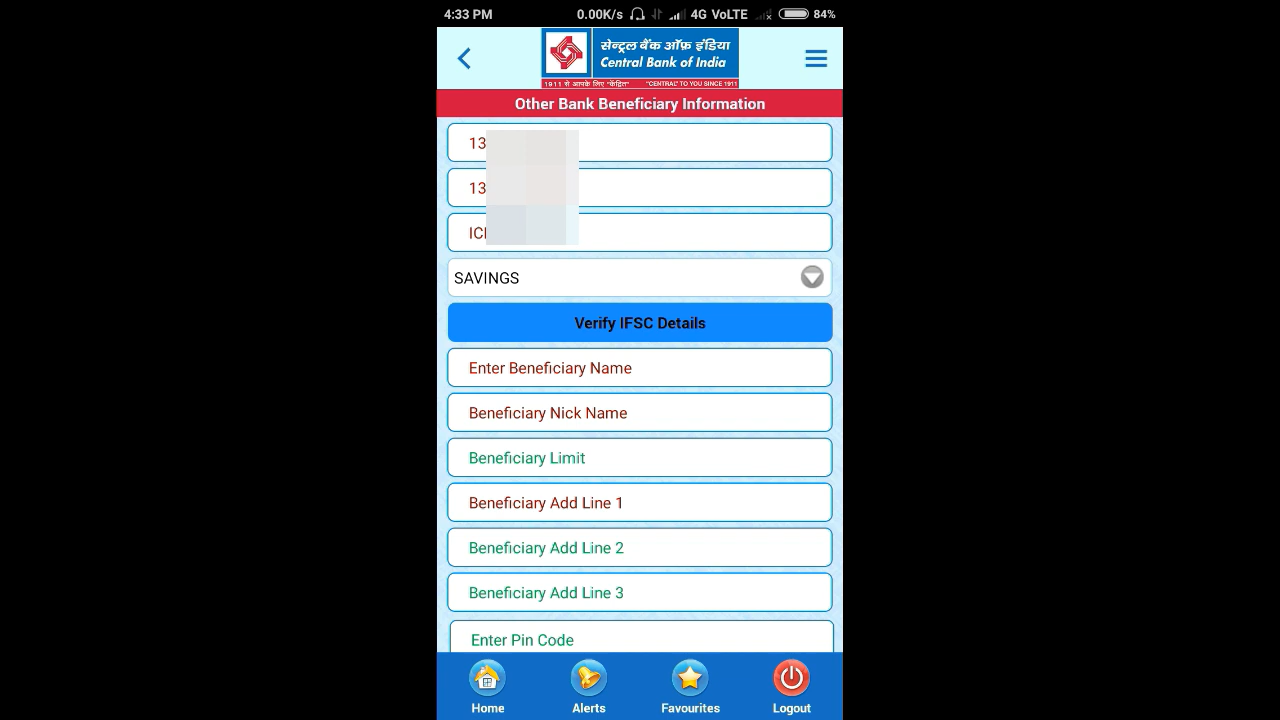 4:33 PM 0.00K/s 4G VoLTE 84%
सेन्ट्रल बैंक ऑफ़ इंडिया
Central Bank of India
1911 से आपके लिए "केंद्रित" "CENTRAL" TO YOU SINCE 1911
Other Bank Beneficiary Information
13
13
ICI
SAVINGS
Verify IFSC Details
Enter Beneficiary Name
Beneficiary Nick Name
Beneficiary Limit
Beneficiary Add Line 1
Beneficiary Add Line 2
Beneficiary Add Line 3
Enter Pin Code
Home Alerts Favourites Logout